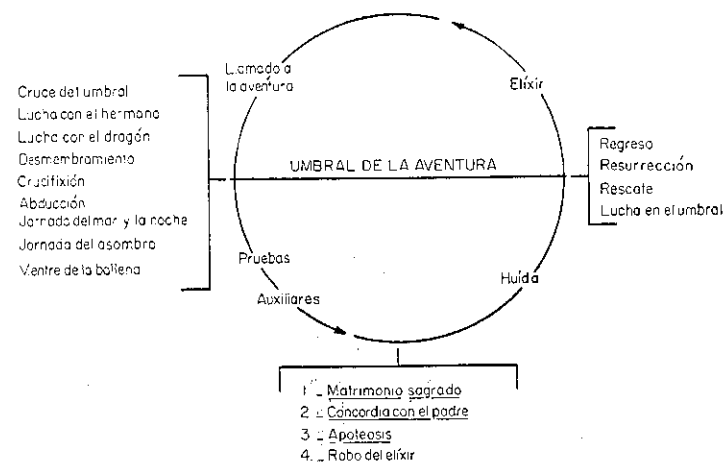 Llamado a
la aventura
Elíxir
Cruce del umbral
Lucha con el hermano
Lucha con el dragón
Desmembramiento
Crucifixión
Abducción
Jornada del mar y la noche
Jornada del asombro
Vientre de la ballena
UMBRAL DE LA AVENTURA
Regreso
Resurrección
Rescate
Lucha en el umbral
Pruebas
Auxiliares
Huída
1 _ Matrimonio sagrado
2 _ Concordia con el padre
3 _ Apoteosis
4. _ Robo del elíxir